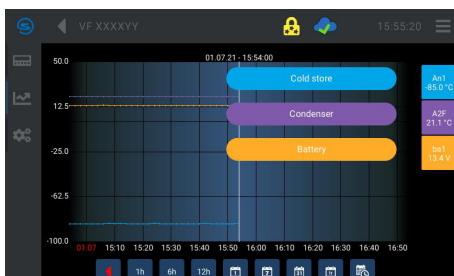 VF XXXXYY
15:55:20
01.07.21 - 15:54:00
50.0
12.5
-25.0
-62.5
-100.0
Cold store
Condenser
Battery
An1
-85.0 °C
A2F
21.1 °C
ba1
13.4 V
01.07 15:10 15:20 15:30 15:40 15:50 16:00 16:10 16:20 16:30 16:40 16:50
1h 6h 12h 1 7 31